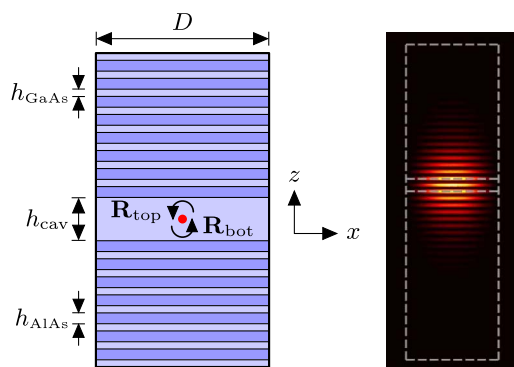 D
h_GaAs
z
R_top
h_cav
R_bot
x
h_AlAs